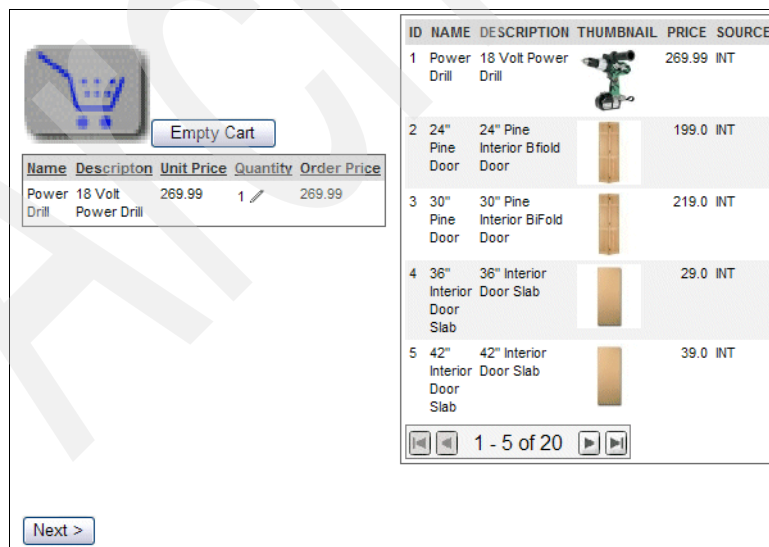 Empty Cart
Name Descripton Unit Price Quantity Order Price
Power 18 Volt 269.99 1 269.99
Drill Power Drill
Next >
ID NAME DESCRIPTION THUMBNAIL PRICE SOURCE
1 Power 18 Volt Power 269.99 INT
Drill Drill
2 24" 24" Pine 199.0 INT
Pine Interior Bfiold
Door Door
3 30" 30" Pine 219.0 INT
Pine Interior BiFold
Door Door
4 36" 36" Interior 29.0 INT
Interior Door Slab
Door
Slab
5 42" 42" Interior 39.0 INT
Interior Door Slab
Door
Slab
1 - 5 of 20